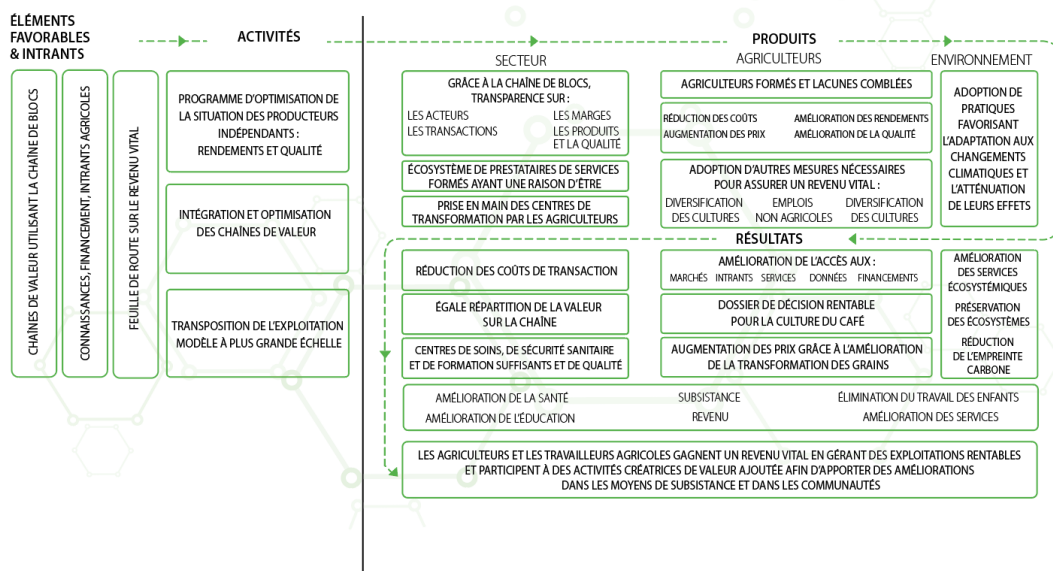 ÉLÉMENTS
FAVORABLES
& INTRANTS
ACTIVITÉS
CHAÎNES DE VALEUR UTILISANT LA CHAÎNE DE BLOCS
CONNAISSANCES, FINANCEMENT, INTRANTS AGRICOLES
FEUILLE DE ROUTE SUR LE REVENU VITAL
PROGRAMME D'OPTIMISATION DE
LA SITUATION DES PRODUCTEURS
INDÉPENDANTS :
RENDEMENTS ET QUALITÉ
INTÉGRATION ET OPTIMISATION
DES CHAÎNES DE VALEUR
TRANSPOSITION DE L'EXPLOITATION
MODÈLE À PLUS GRANDE ÉCHELLE
PRODUITS
SECTEUR
GRÂCE À LA CHAÎNE DE BLOCS,
TRANSPARENCE SUR :
LES ACTEURS
LES MARGES
LES TRANSACTIONS
LES PRODUITS
ET LA QUALITÉ
ÉCOSYSTÈME DE PRESTATAIRES DE SERVICES
FORMÉS AYANT UNE RAISON D'ÊTRE
PRISE EN MAIN DES CENTRES DE
TRANSFORMATION PAR LES AGRICULTEURS
AGRICULTEURS
AGRICULTEURS FORMÉS ET LACUNES COMBLÉES
RÉDUCTION DES COÛTS
AMÉLIORATION DES RENDEMENTS
AUGMENTATION DES PRIX
AMÉLIORATION DE LA QUALITÉ
ADOPTION D'AUTRES MESURES NÉCESSAIRES
POUR ASSURER UN REVENU VITAL :
DIVERSIFICATION
DES CULTURES
EMPLOIS
NON AGRICOLES
DIVERSIFICATION
DES CULTURES
ENVIRONNEMENT
ADOPTION DE
PRATIQUES
FAVORISANT
L'ADAPTATION AUX
CHANGEMENTS
CLIMATIQUES ET
L'ATTÉNUATION
DE LEURS EFFETS
RÉSULTATS
RÉDUCTION DES COÛTS DE TRANSACTION
ÉGALE RÉPARTITION DE LA VALEUR
SUR LA CHAÎNE
CENTRES DE SOINS, DE SÉCURITÉ SANITAIRE
ET DE FORMATION SUFFISANTS ET DE QUALITÉ
AMÉLIORATION DE L'ACCÈS AUX :
MARCHÉS INTRANTS SERVICES DONNÉES FINANCEMENTS
DOSSIER DE DÉCISION RENTABLE
POUR LA CULTURE DU CAFÉ
AUGMENTATION DES PRIX GRÂCE À L'AMÉLIORATION
DE LA TRANSFORMATION DES GRAINS
AMÉLIORATION
DES SERVICES
ÉCOSYSTÉMIQUES
PRÉSERVATION
DES ÉCOSYSTÈMES
RÉDUCTION
DE L'EMPREINTE
CARBONE
AMÉLIORATION DE LA SANTÉ
SUBSISTANCE
ÉLIMINATION DU TRAVAIL DES ENFANTS
AMÉLIORATION DE L'ÉDUCATION
REVENU
AMÉLIORATION DES SERVICES
LES AGRICULTEURS ET LES TRAVAILLEURS AGRICOLES GAGNENT UN REVENU VITAL EN GÉRANT DES EXPLOITATIONS RENTABLES
ET PARTICIPENT À DES ACTIVITÉS CRÉATRICES DE VALEUR AJOUTÉE AFIN D'APPORTER DES AMÉLIORATIONS
DANS LES MOYENS DE SUBSISTANCE ET DANS LES COMMUNAUTÉS